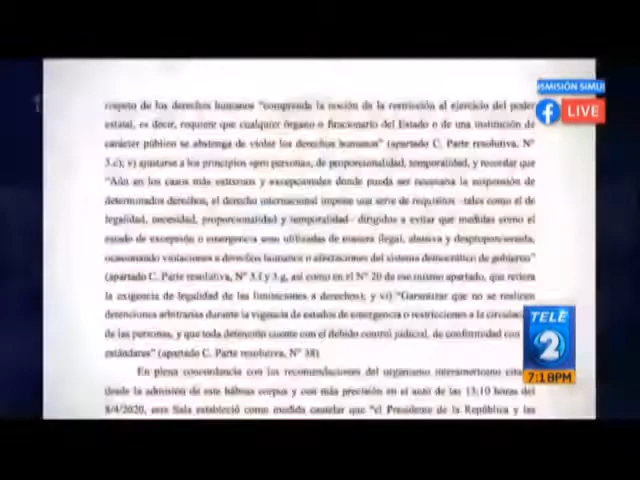 respeto de los derechos humanos "comprenda la noción de la restricción al ejercicio del poder
estatal, es decir, requiere que cualquier órgano o funcionario del Estado o de una institución de
carácter público se abstenga de violar los derechos humanos" (apartado C. Parte resolutiva, N°
3.c); v) ajustarse a los principios pro personas, de proporcionalidad, temporalidad, y recordar que
"Aún en los casos más extremos y excepcionales donde pueda ser necesaria la suspensión de
determinados derechos, el derecho internacional impone una serie de requisitos –tales como el de
legalidad, necesidad, proporcionalidad y temporalidad– dirigidos a evitar que medidas como el
estado de excepción o emergencia sean utilizadas de manera ilegal, abusiva y desproporcionada,
ocasionando violaciones a derechos humanos o afectaciones del sistema democrático de gobierno"
(apartado C. Parte resolutiva, N° 3.f y 3.g, así como en el N° 20 de ese mismo apartado, que reitera
la exigencia de legalidad de las limitaciones a derechos); y vi) "Garantizar que no se realicen
detenciones arbitrarias durante la vigencia de estados de emergencia o restricciones a la circulac
de las personas, y que toda detención cuente con el debido control judicial, de conformidad con
estándares" (apartado C. Parte resolutiva, N° 38)
En plena concordancia con las recomendaciones del organismo interamericano cita
desde la admisión de este hábeas corpus y con más precisión en el auto de las 13:10 horas del
8/4/2020, esta Sala estableció como medida cautelar que "el Presidente de la República y las
SMISIÓN SIMUL
f LIVE
TELE
2
7:18PM